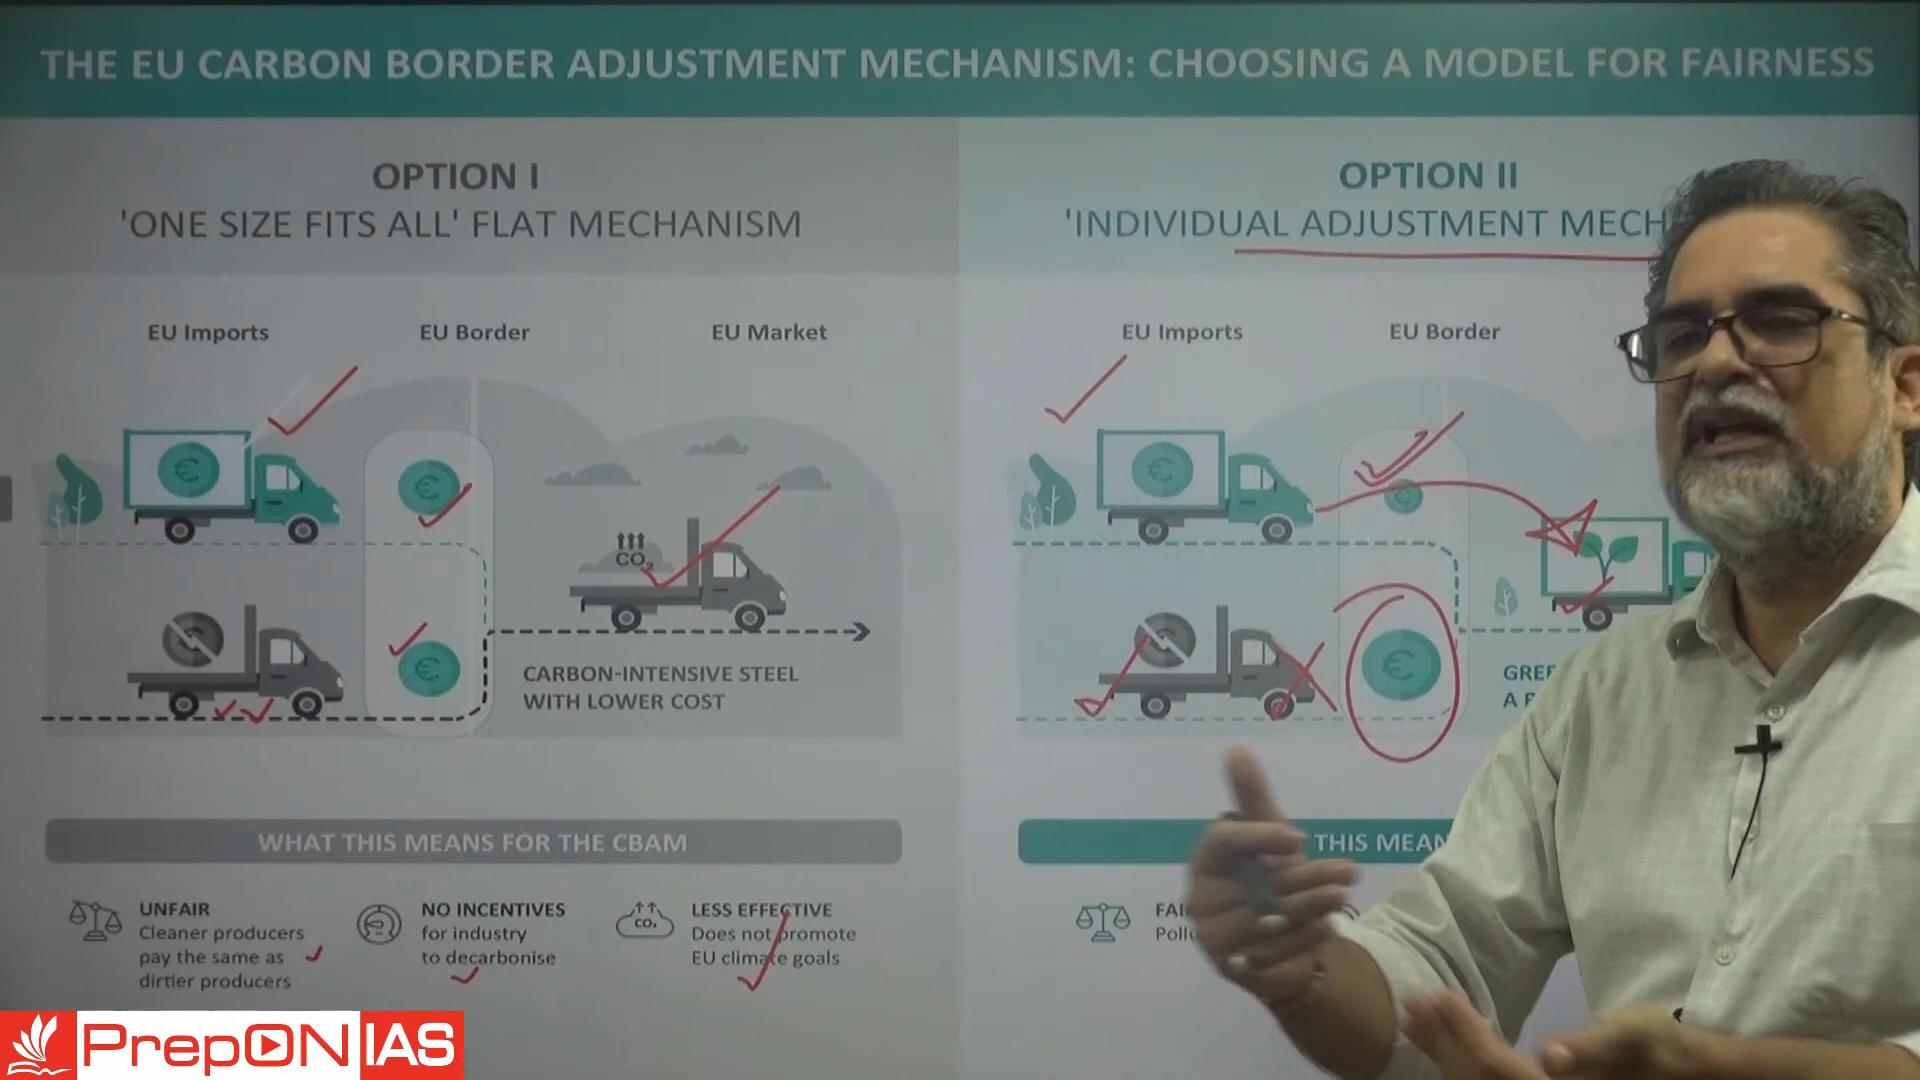 THE EU CARBON BORDER ADJUSTMENT MECHANISM: CHOOSING A MODEL FOR FAIRNESS
OPTION I
'ONE SIZE FITS ALL' FLAT MECHANISM
EU Imports
EU Border
EU Market
CO₂
CARBON-INTENSIVE STEEL
WITH LOWER COST
WHAT THIS MEANS FOR THE CBAM
UNFAIR
Cleaner producers
pay the same as
dirtier producers
NO INCENTIVES
for industry
to decarbonise
CO₂
LESS EFFECTIVE
Does not promote
EU climate goals
OPTION II
'INDIVIDUAL ADJUSTMENT
EU Imports
EU Border
THIS
PrepON IAS